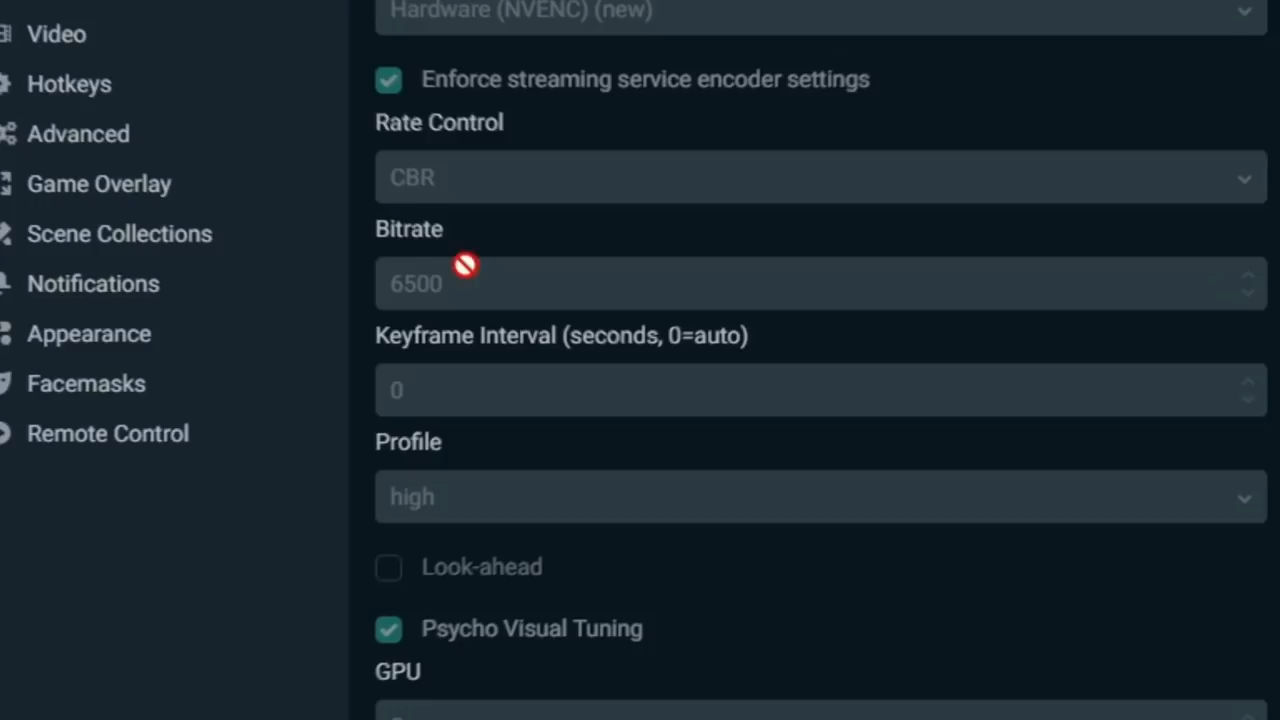 Video
Hotkeys
Advanced
Game Overlay
Scene Collections
Notifications
Appearance
Facemasks
Remote Control
Hardware (NVENC) (new)
Enforce streaming service encoder settings
Rate Control
CBR
Bitrate
6500
Keyframe Interval (seconds, 0=auto)
0
Profile
high
Look-ahead
Psycho Visual Tuning
GPU